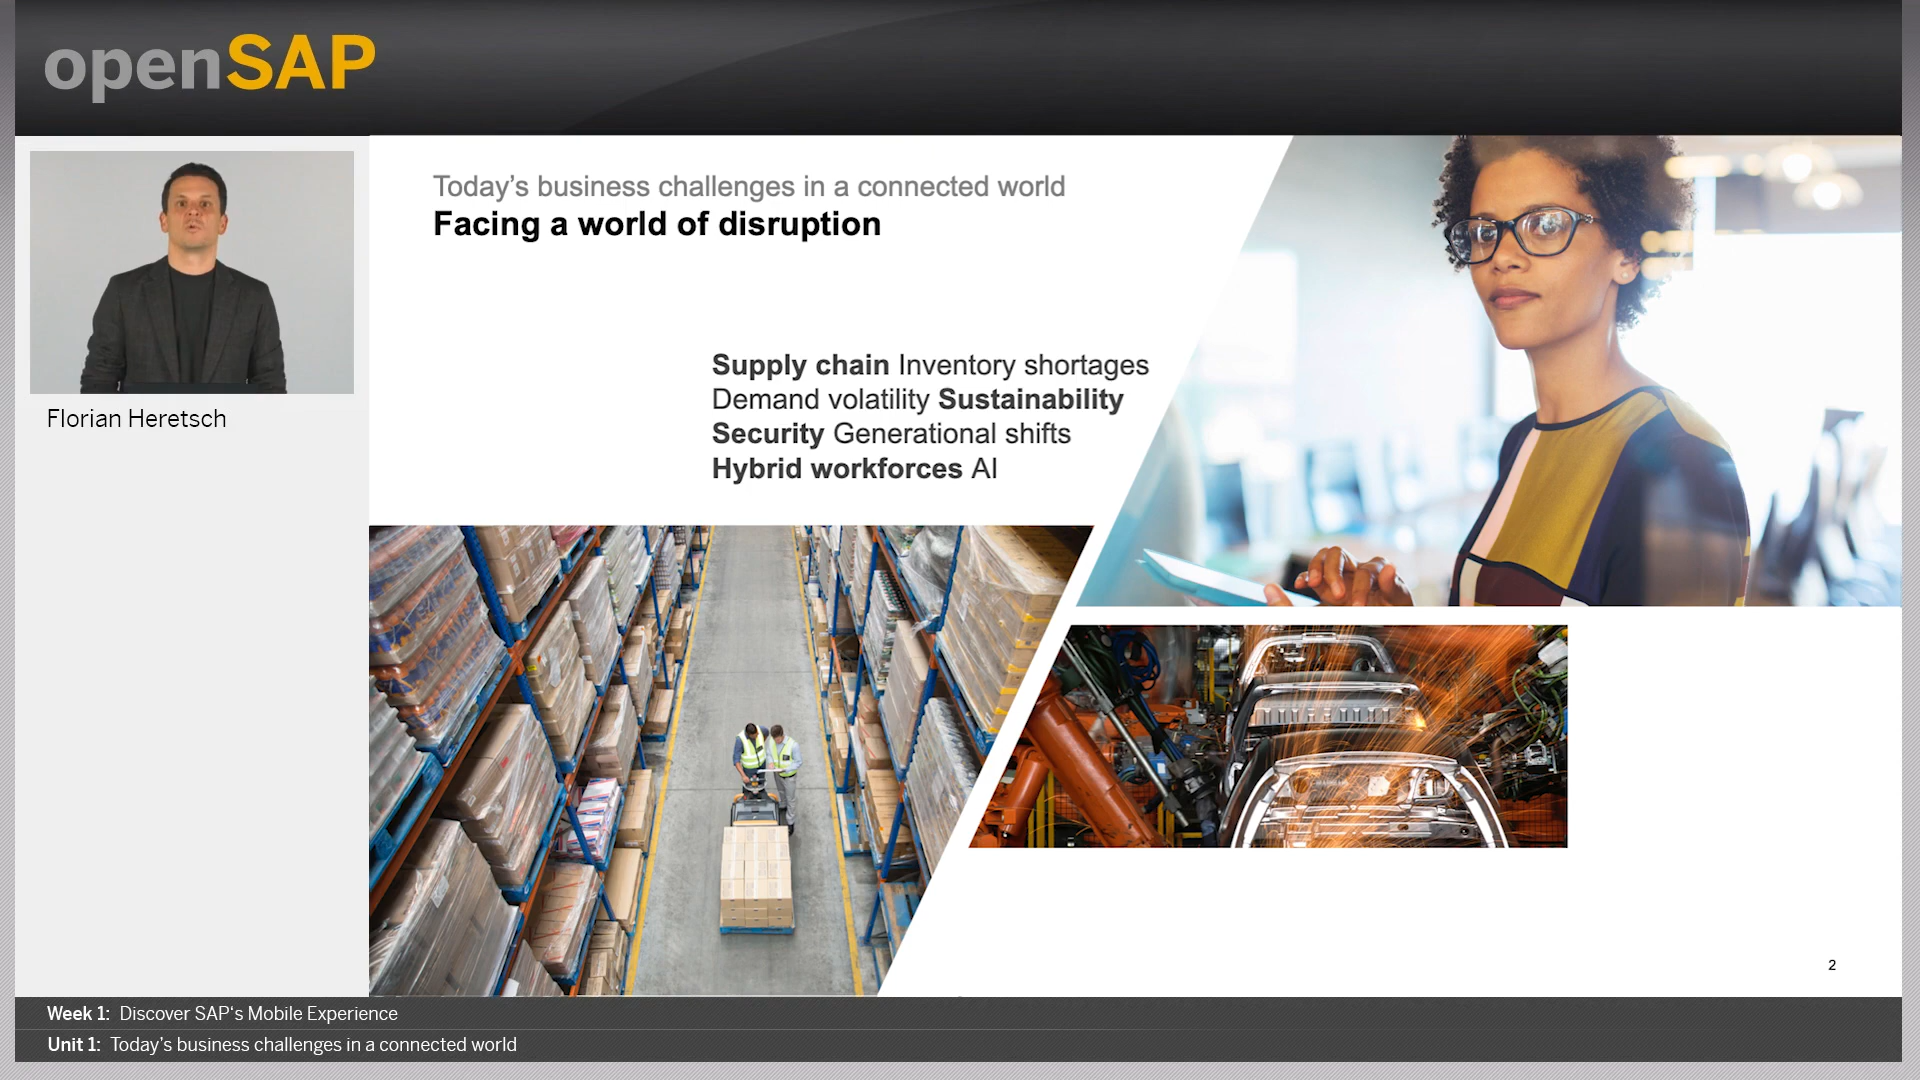 openSAP
Florian Heretsch
Today’s business challenges in a connected world
Facing a world of disruption
Supply chain Inventory shortages
Demand volatility Sustainability
Security Generational shifts
Hybrid workforces AI
2
Week 1: Discover SAP‘s Mobile Experience
Unit 1: Today’s business challenges in a connected world